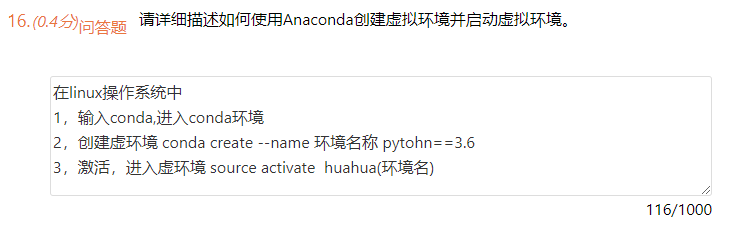 16.(0.4分)问答题 请详细描述如何使用Anaconda创建虚拟环境并启动虚拟环境。
在linux操作系统中
1，输入conda,进入conda环境
2，创建虚环境 conda create --name 环境名称 pytohn==3.6
3，激活，进入虚环境 source activate  huahua(环境名)
116/1000